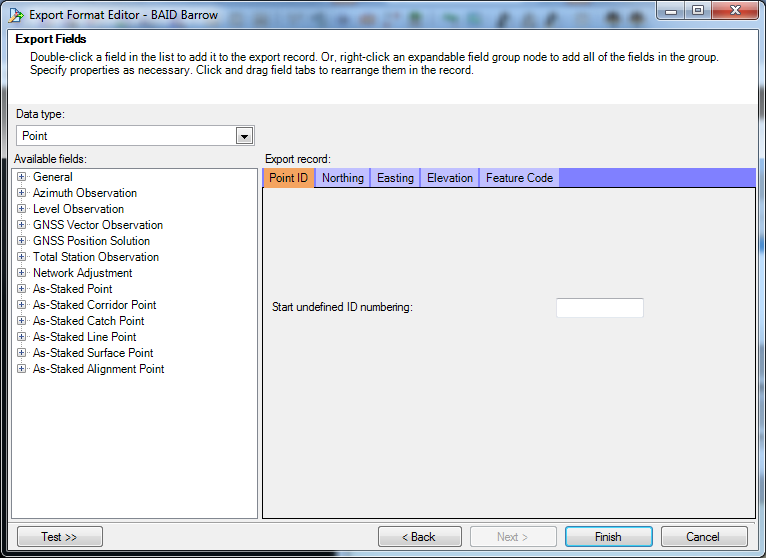 Export Format Editor - BAID Barrow
Export Fields
Double-click a field in the list to add it to the export record. Or, right-click an expandable field group node to add all of the fields in the group.
Specify properties as necessary. Click and drag field tabs to rearrange them in the record.
Data type:
Point
Available fields:
General
Azimuth Observation
Level Observation
GNSS Vector Observation
GNSS Position Solution
Total Station Observation
Network Adjustment
As-Staked Point
As-Staked Corridor Point
As-Staked Catch Point
As-Staked Line Point
As-Staked Surface Point
As-Staked Alignment Point
Export record:
Point ID Northing Easting Elevation Feature Code
Start undefined ID numbering:
Test >> < Back Next > Finish Cancel